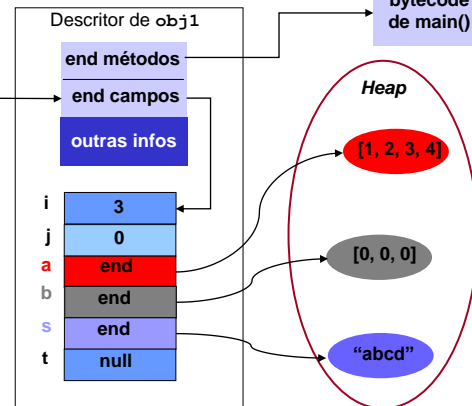 Descritor de obj1
bytecode
de main()
end métodos
end campos
outras infos
Heap
[1, 2, 3, 4]
i 3
j 0
a end
b end
s end
t null
[0, 0, 0]
“abcd”